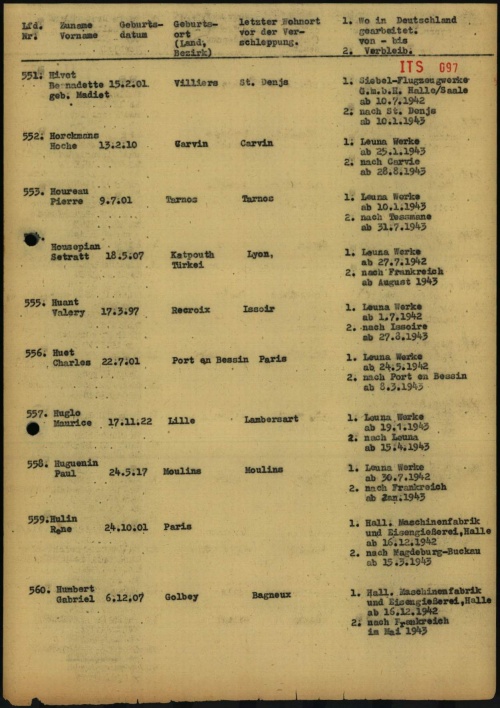 Lfd. Zuname Geburts- Geburts- letzter Wohnort 1. Wo in Deutschland
Nr. Vorname datum ort vor der Ver- gearbeitet.
(Land, schleppung. von - bis
Bezirk) 2. Verbleib.
ITS 097
551. Hivet 1. Siebel-Flugzeugwerke
Bernadette 15.2.01 Villiers St. Denis G.m.b.H. Halle/Saale
geb. Madiet ab 10.7.1942
2. nach St. Denis
ab 10.1.1943
552. Horckmans 1. Leuna Werke
Hoche 13.2.10 Carvin Carvin ab 25.1.1943
2. nach Carvie
ab 28.8.1943
553. Houreau 1. Leuna Werke
Pierre 9.7.01 Tarnos Tarnos ab 10.1.1943
2. nach Tessmane
ab 31.7.1943
Housepian 1. Leuna Werke
Setratt 18.5.07 Katpouth Lyon, ab 27.7.1942
Türkei 2. nach Frankreich
ab August 1943
555. Huant 1. Leuna Werke
Valery 17.3.97 Recroix Issoir ab 1.7.1942
2. nach Issoire
ab 27.8.1943
556. Huet 1. Leuna Werke
Charles 22.7.01 Port en Bessin Paris ab 24.5.1942
2. nach Port en Bessin
ab 8.3.1943
557. Huglo 1. Leuna Werke
Maurice 17.11.22 Lille Lambersart ab 19.1.1943
2. nach Leuna
ab 15.4.1943
558. Huguenin 1. Leuna Werke
Paul 24.5.17 Moulins Moulins ab 30.7.1942
2. nach Frankreich
ab Jan.1943
559. Hulin 1. Hall. Maschinenfabrik
Rene 24.10.01 Paris und Eisengießerei,Halle
ab 16.12.1942
2. nach Magdeburg-Buckau
ab 15.3.1943
560. Humbert 1. Hall. Maschinenfabrik
Gabriel 6.12.07 Golbey Bagneux und Eisengießerei,Halle
ab 16.12.1942
2. nach Frankreich
im Mai 1943